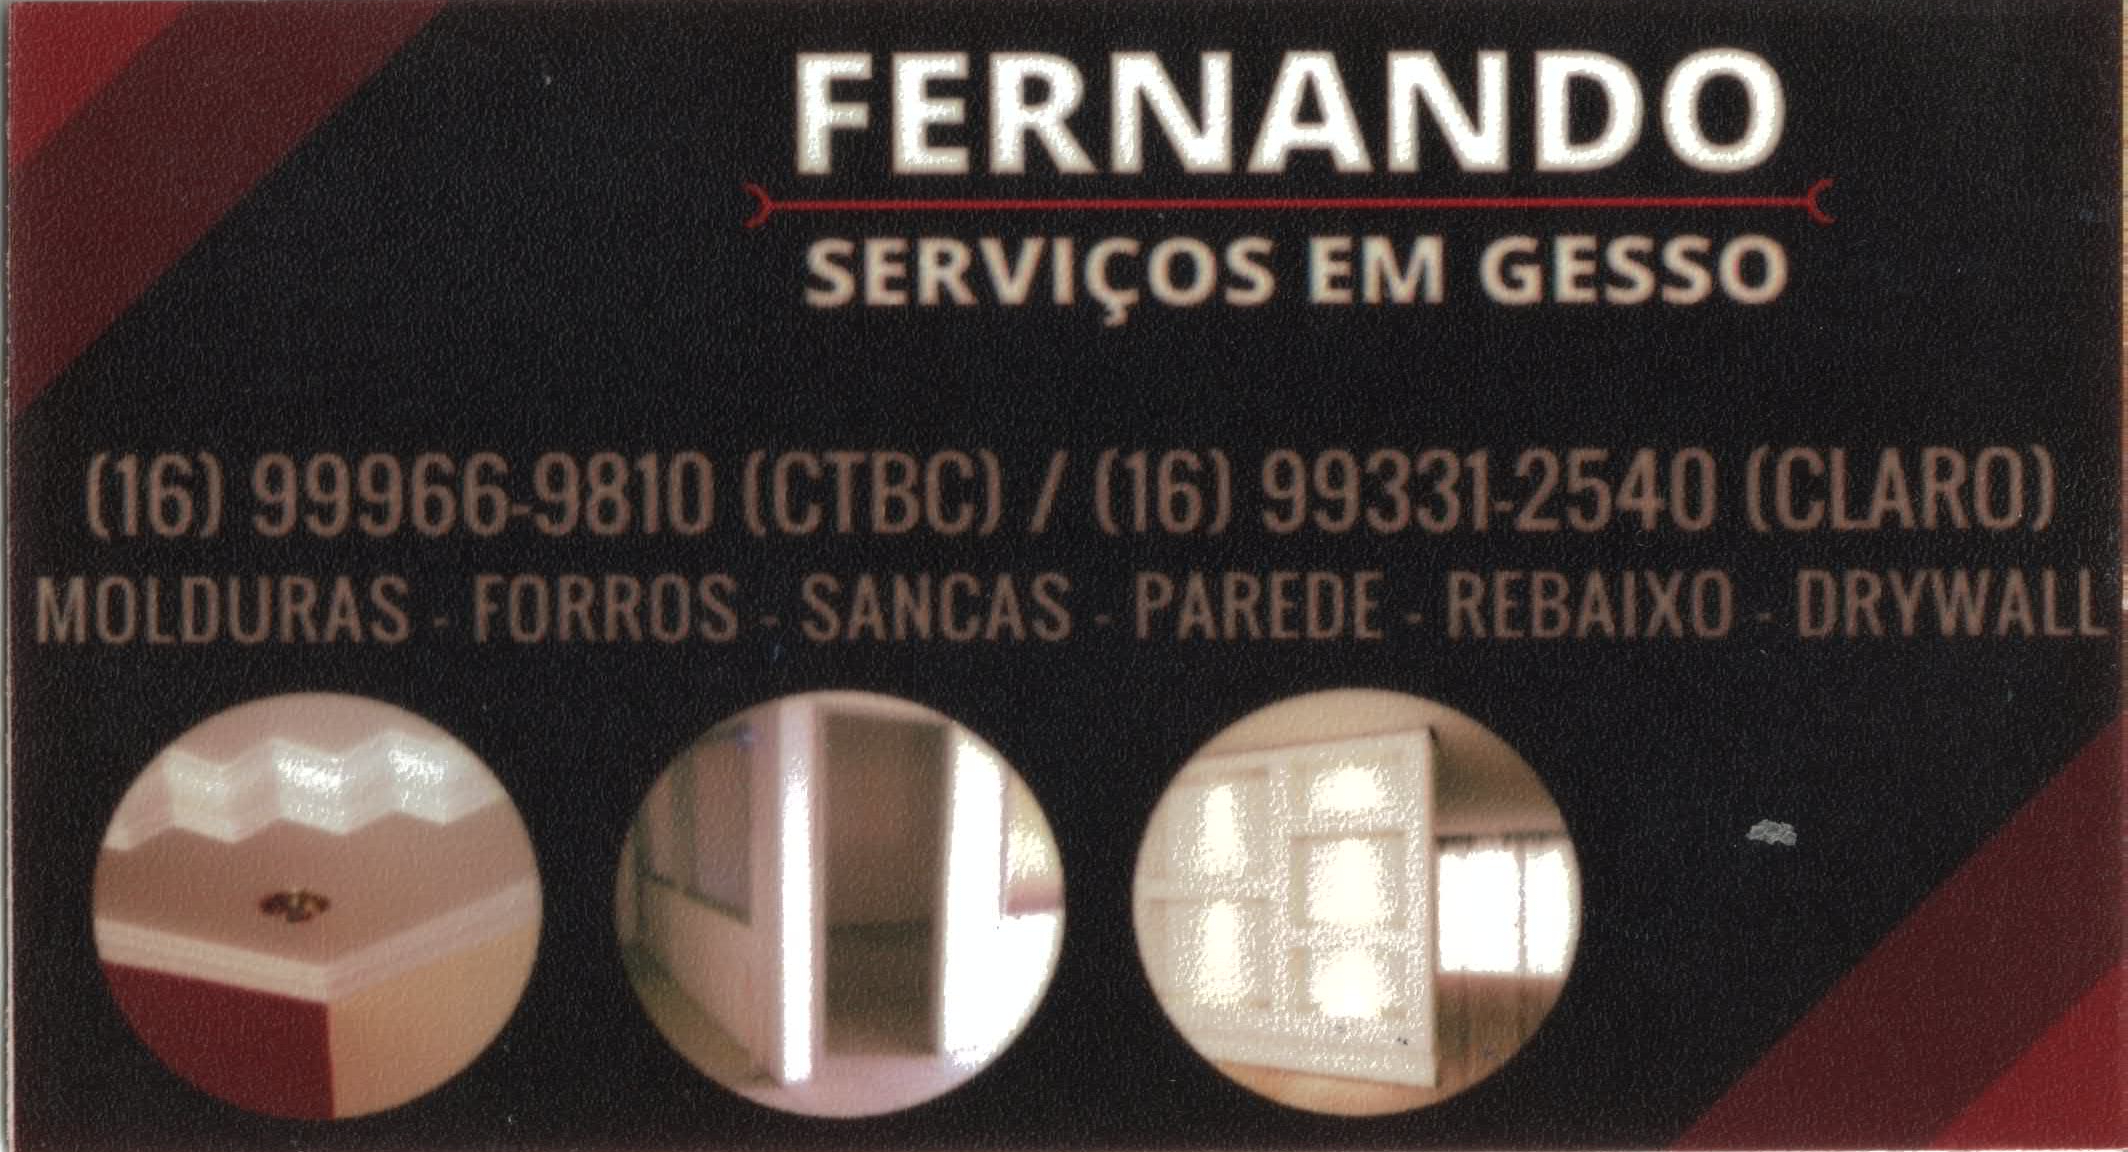 FERNANDO
SERVIÇOS EM GESSO
(16) 99966-9810 (CTBC) / (16) 99331-2540 (CLARO)
MOLDURAS - FORROS - SANCAS - PAREDE - REBAIXO - DRYWALL